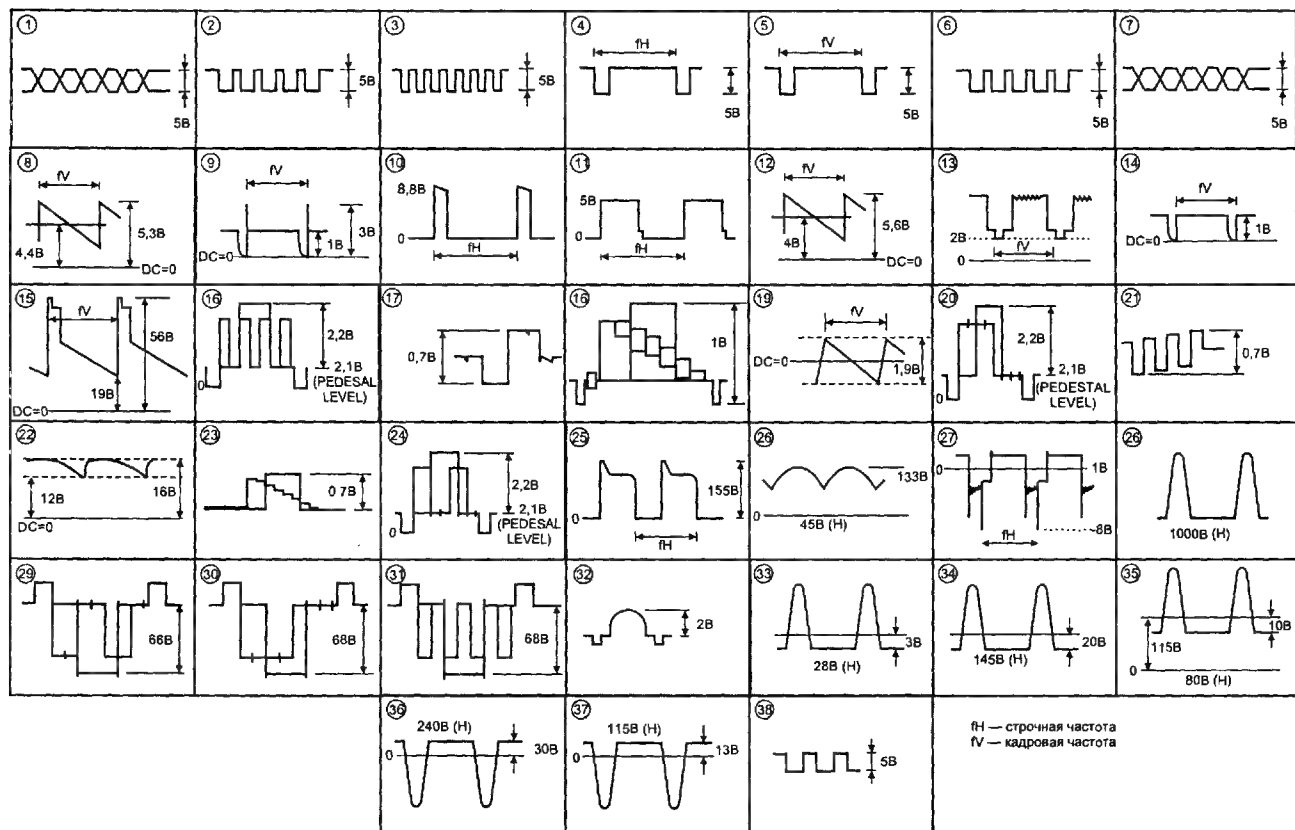 ①
5В
②
5В
③
5В
④
fH
5В
⑤
fV
5В
⑥
5В
⑦
5В
⑧
fV
4,4В
5,3В
DC=0
⑨
fV
1В
3В
DC=0
⑩
8,8В
0
fH
⑪
5В
0
fH
⑫
fV
4В
5,6В
DC=0
⑬
2В
0
fV
⑭
fV
1В
DC=0
⑮
fV
56В
19В
DC=0
⑯
2,2В
0
2,1В
(PEDESAL
LEVEL)
⑰
0,7В
⑯
1В
⑲
fV
DC=0
1,9В
⑳
2,2В
0
2,1В
(PEDESTAL
LEVEL)
㉑
0,7В
㉒
12В
16В
DC=0
㉓
0 7В
㉔
2,2В
0
2,1В
(PEDESAL
LEVEL)
㉕
155В
0
fH
㉖
133В
0
45В (H)
㉗
0
1В
-8В
fH
㉖
1000В (H)
㉙
66В
㉚
68В
㉛
68В
㉜
2В
㉝
3В
28В (H)
㉞
20В
145В (H)
㉟
10В
115В
0
80В (H)
㊱
240В (H)
0
30В
㊲
115В (H)
0
13В
㊳
5В
fH — строчная частота
fV — кадровая частота